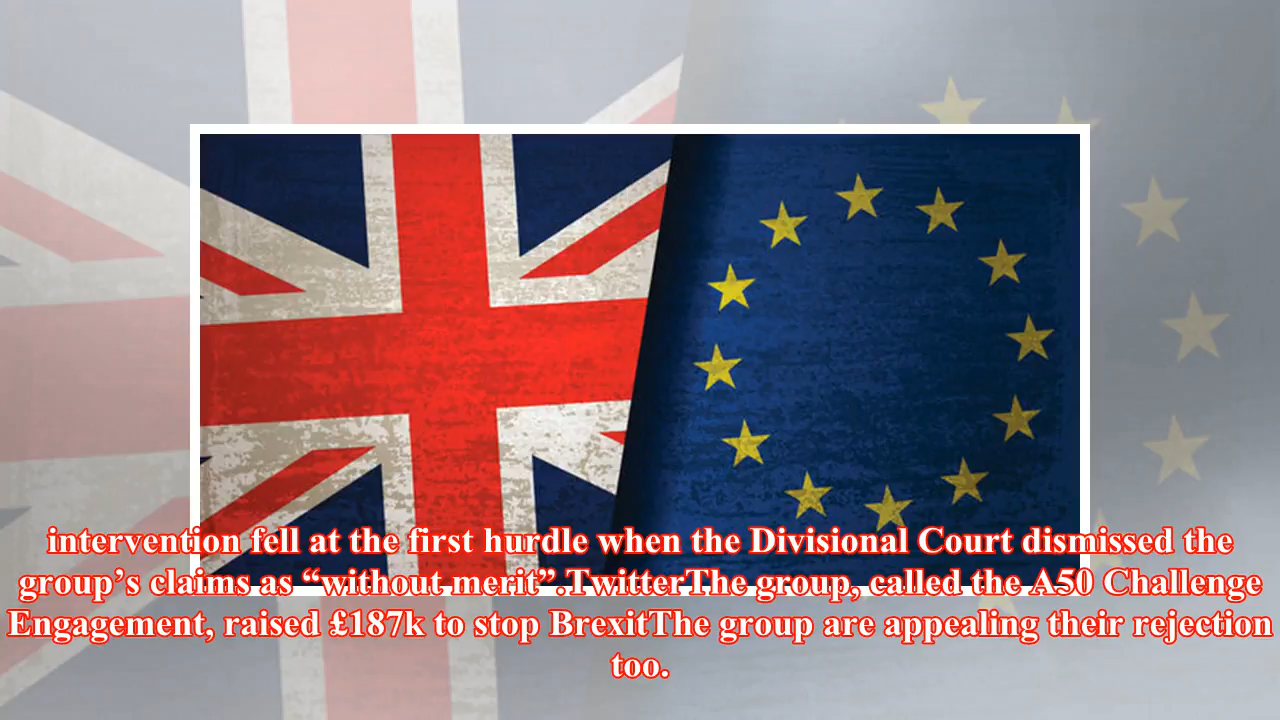 intervention fell at the first hurdle when the Divisional Court dismissed the
group’s claims as “without merit”.TwitterThe group, called the A50 Challenge
Engagement, raised £187k to stop BrexitThe group are appealing their rejection
too.